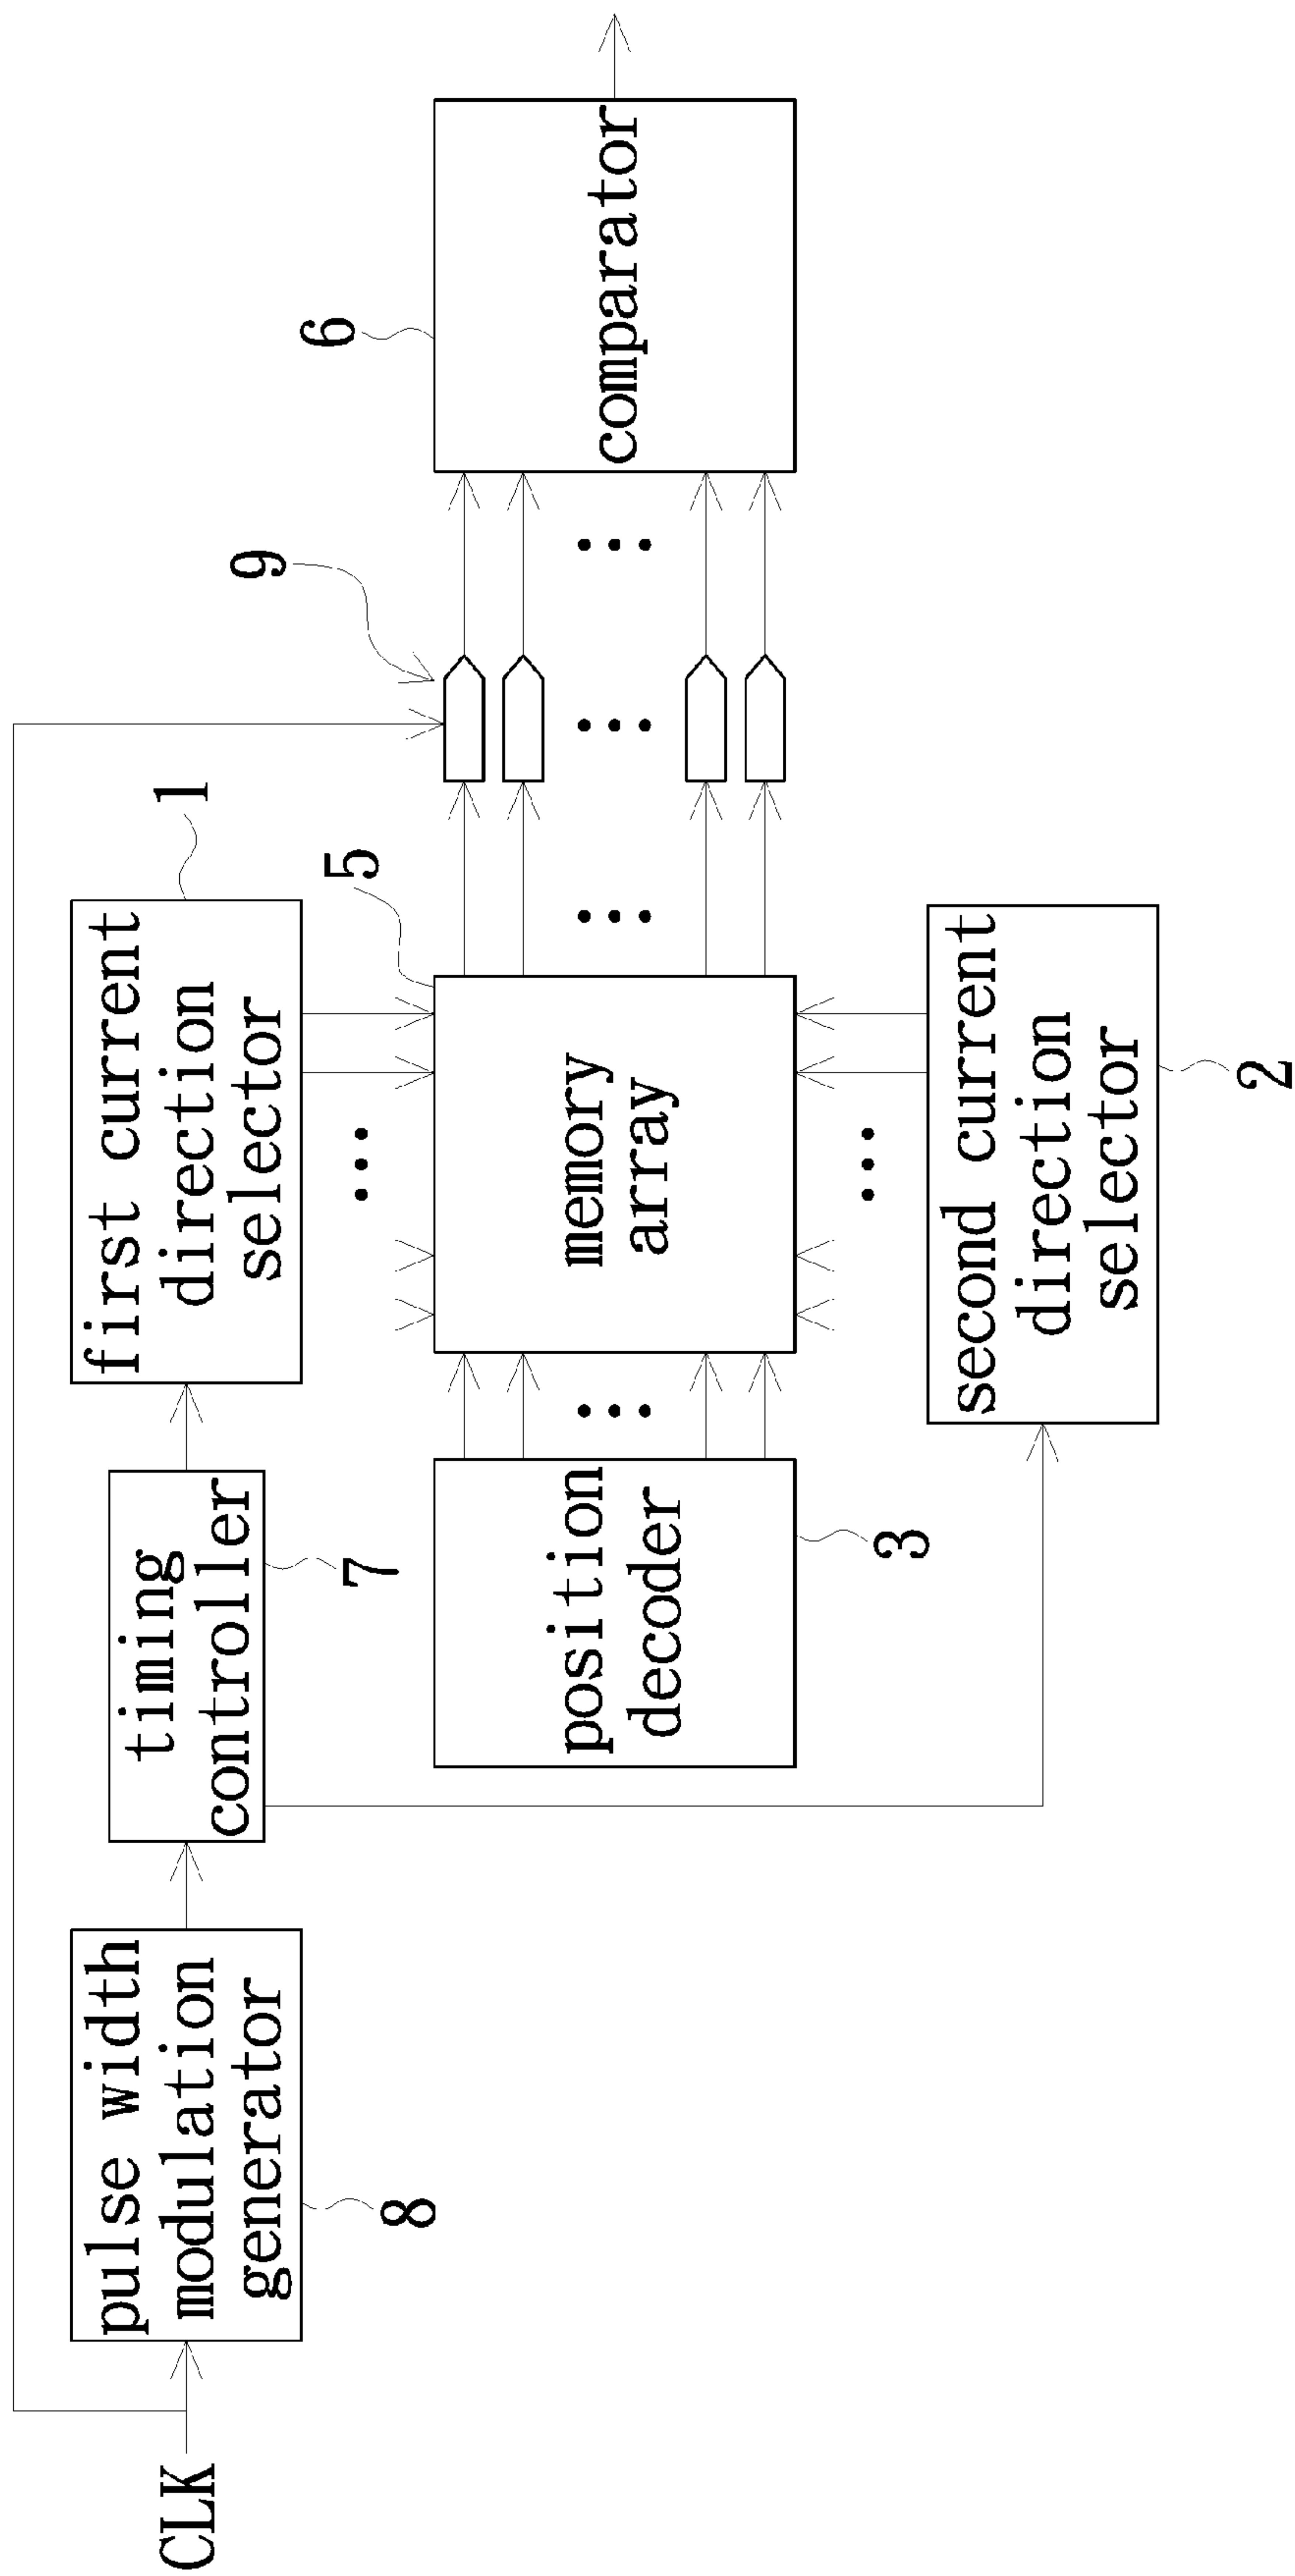 CLK
pulse width
modulation
generator
8
timing
controller
7
first current
direction
selector
1
position
decoder
3
memory
array
5
9
comparator
6
second current
direction
selector
2